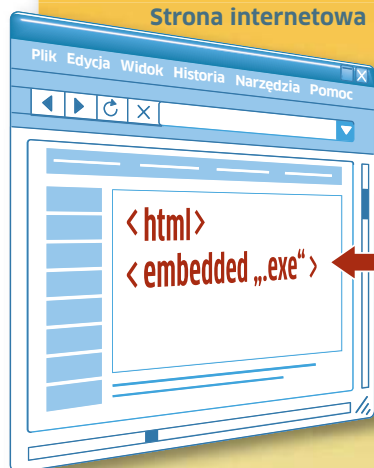 Strona internetowa
Plik Edycja Widok Historia Narzędzia Pomoc
<html>
<embedded „.exe“>